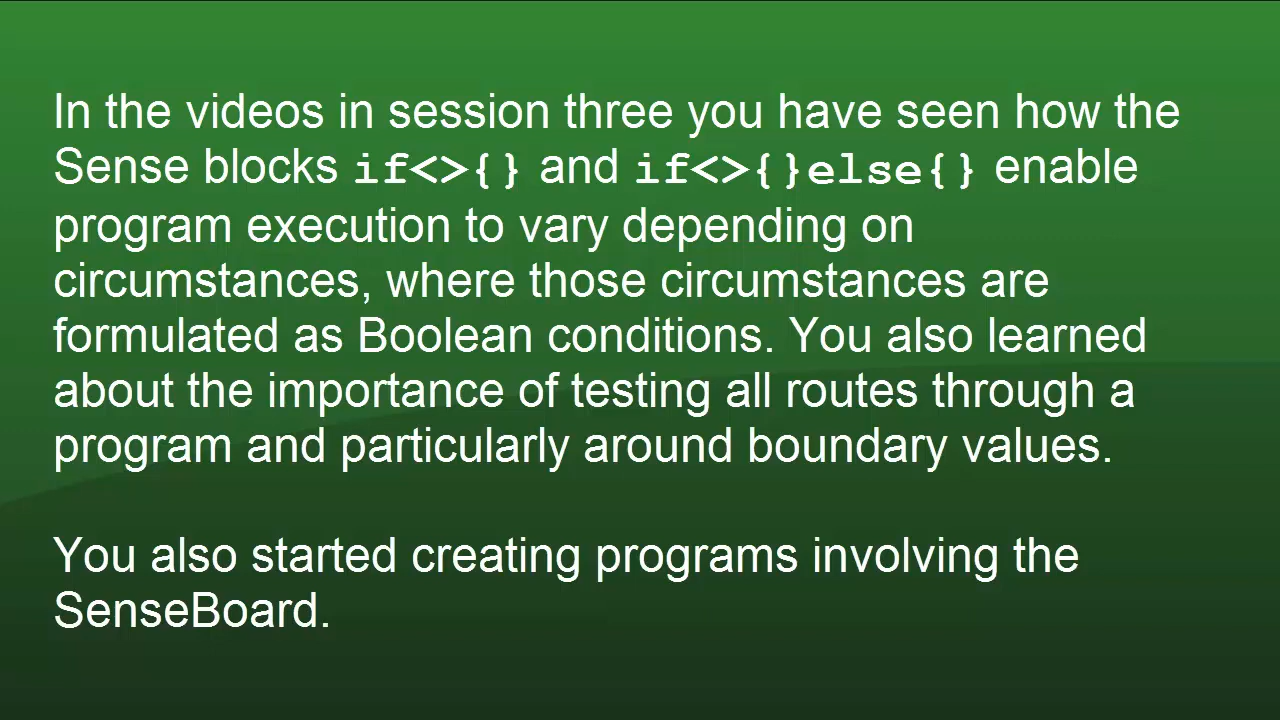 In the videos in session three you have seen how the
Sense blocks if<>{} and if<>{}else{} enable
program execution to vary depending on
circumstances, where those circumstances are
formulated as Boolean conditions. You also learned
about the importance of testing all routes through a
program and particularly around boundary values.
You also started creating programs involving the
SenseBoard.